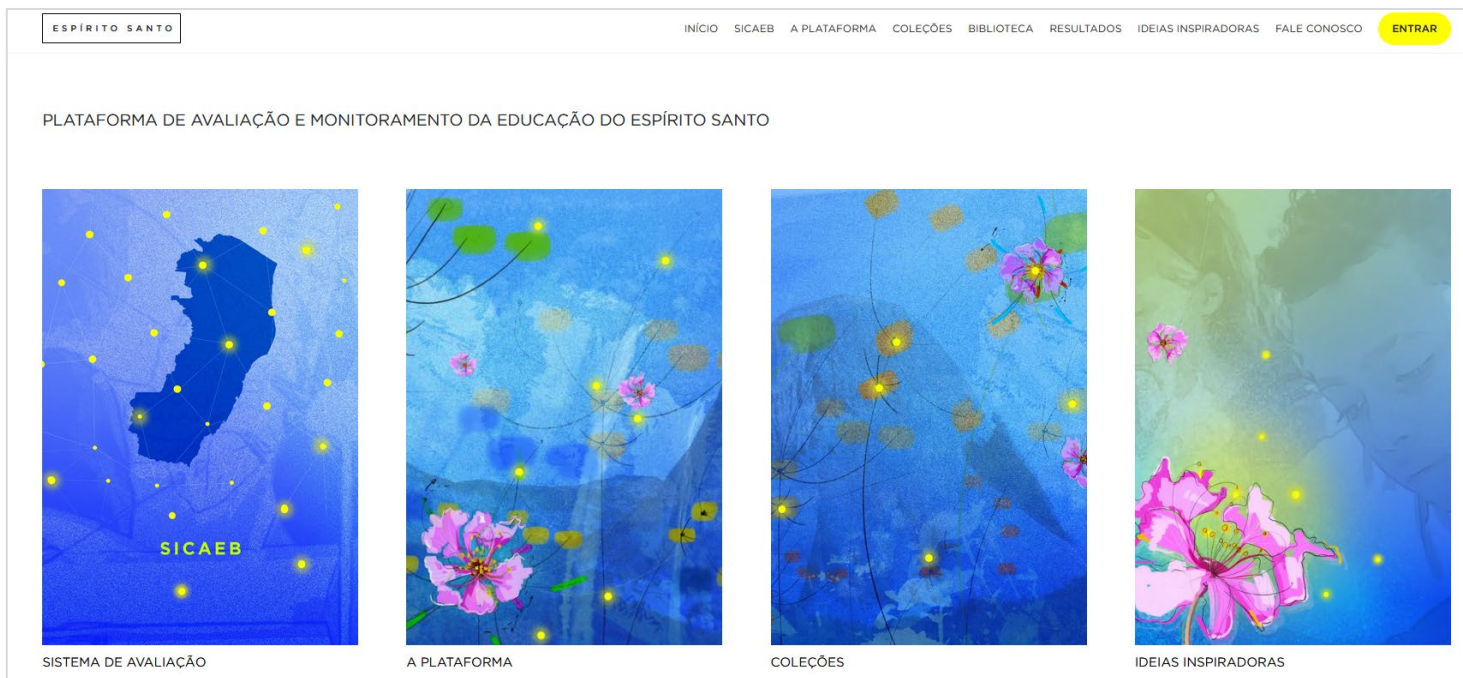 ESPÍRITO SANTO
INÍCIO SICAEB A PLATAFORMA COLEÇÕES BIBLIOTECA RESULTADOS IDEIAS INSPIRADORAS FALE CONOSCO ENTRAR
PLATAFORMA DE AVALIAÇÃO E MONITORAMENTO DA EDUCAÇÃO DO ESPÍRITO SANTO
SICAEB
SISTEMA DE AVALIAÇÃO
A PLATAFORMA
COLEÇÕES
IDEIAS INSPIRADORAS